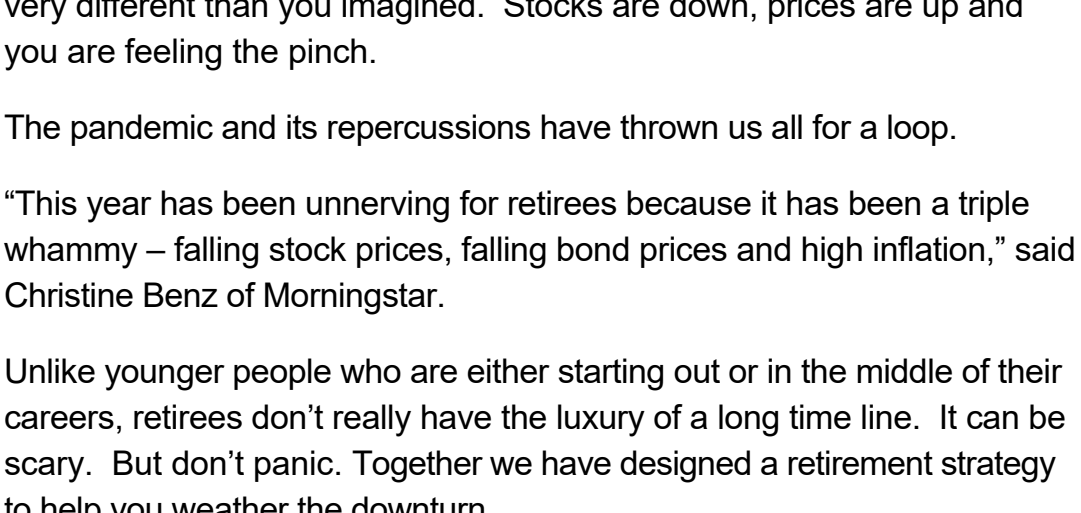 very different than you imagined.  Stocks are down, prices are up and
you are feeling the pinch.
The pandemic and its repercussions have thrown us all for a loop.
“This year has been unnerving for retirees because it has been a triple
whammy – falling stock prices, falling bond prices and high inflation,” said
Christine Benz of Morningstar.
Unlike younger people who are either starting out or in the middle of their
careers, retirees don’t really have the luxury of a long time line.  It can be
scary.  But don’t panic. Together we have designed a retirement strategy
to help you weather the downturn